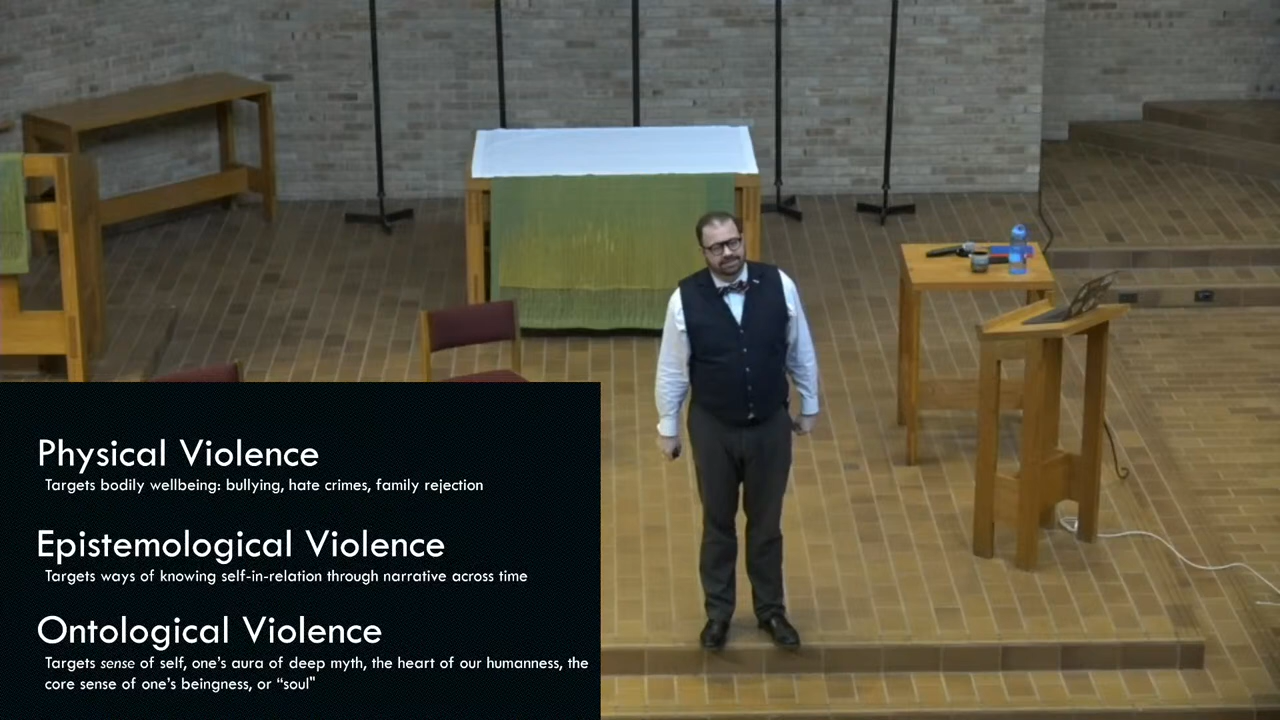 Physical Violence
Targets bodily wellbeing: bullying, hate crimes, family rejection
Epistemological Violence
Targets ways of knowing self-in-relation through narrative across time
Ontological Violence
Targets sense of self, one's aura of deep myth, the heart of our humanness, the
core sense of one's beingness, or “soul"